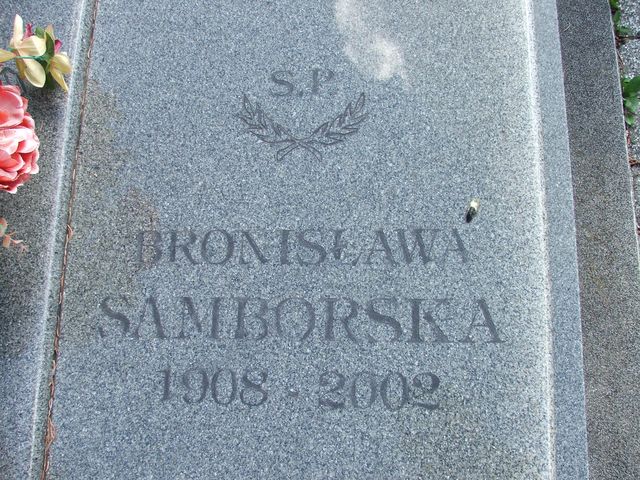 S.P
BRONISŁAWA
SAMBORSKA
1908 - 2002